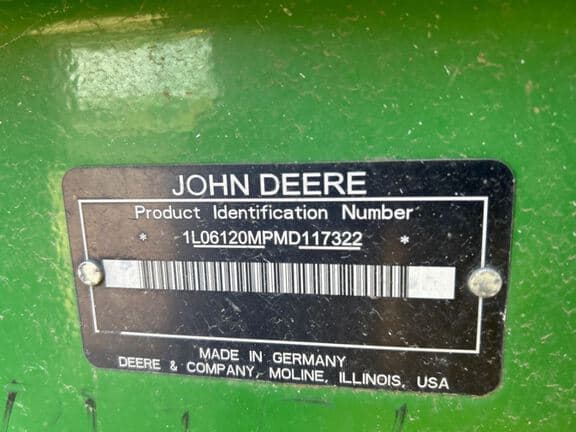 JOHN DEERE
Product Identification Number
* 1L06120MPMD117322 *
MADE IN GERMANY
DEERE & COMPANY, MOLINE, ILLINOIS, USA